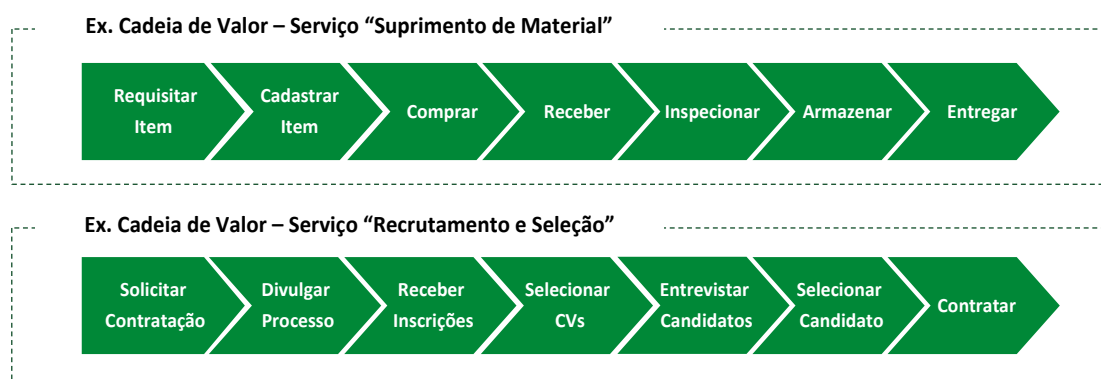 Ex. Cadeia de Valor – Serviço “Suprimento de Material”
Requisitar
Item
Cadastrar
Item
Comprar
Receber
Inspecionar
Armazenar
Entregar
Ex. Cadeia de Valor – Serviço “Recrutamento e Seleção”
Solicitar
Contratação
Divulgar
Processo
Receber
Inscrições
Selecionar
CVs
Entrevistar
Candidatos
Selecionar
Candidato
Contratar